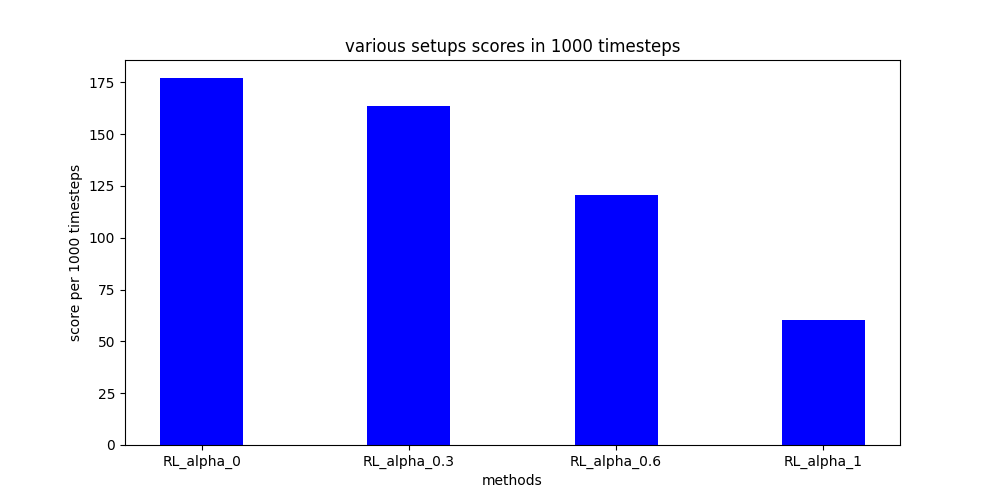 various setups scores in 1000 timesteps
score per 1000 timesteps
175
150
125
100
75
50
25
0
RL_alpha_0 RL_alpha_0.3 RL_alpha_0.6 RL_alpha_1
methods